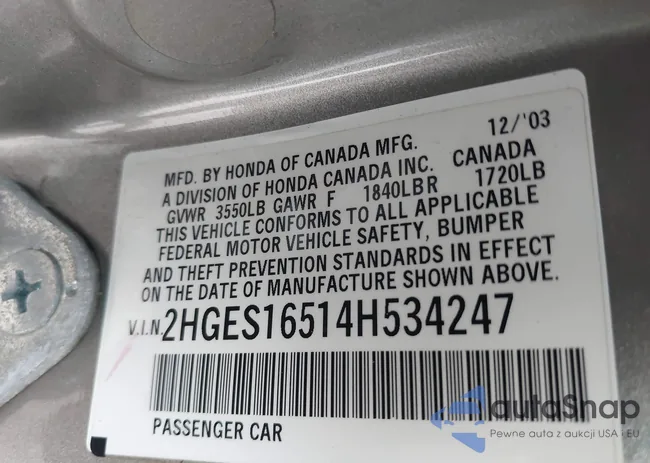 12/'03
MFD. BY HONDA OF CANADA MFG.
A DIVISION OF HONDA CANADA INC. CANADA
GVWR 3550LB GAWR F 1840LB R 1720LB
THIS VEHICLE CONFORMS TO ALL APPLICABLE
FEDERAL MOTOR VEHICLE SAFETY, BUMPER
AND THEFT PREVENTION STANDARDS IN EFFECT
ON THE DATE OF MANUFACTURE SHOWN ABOVE.
V.I.N. 2HGES16514H534247
PASSENGER CAR
autoSnap
Pewne auta z aukcji USA i EU